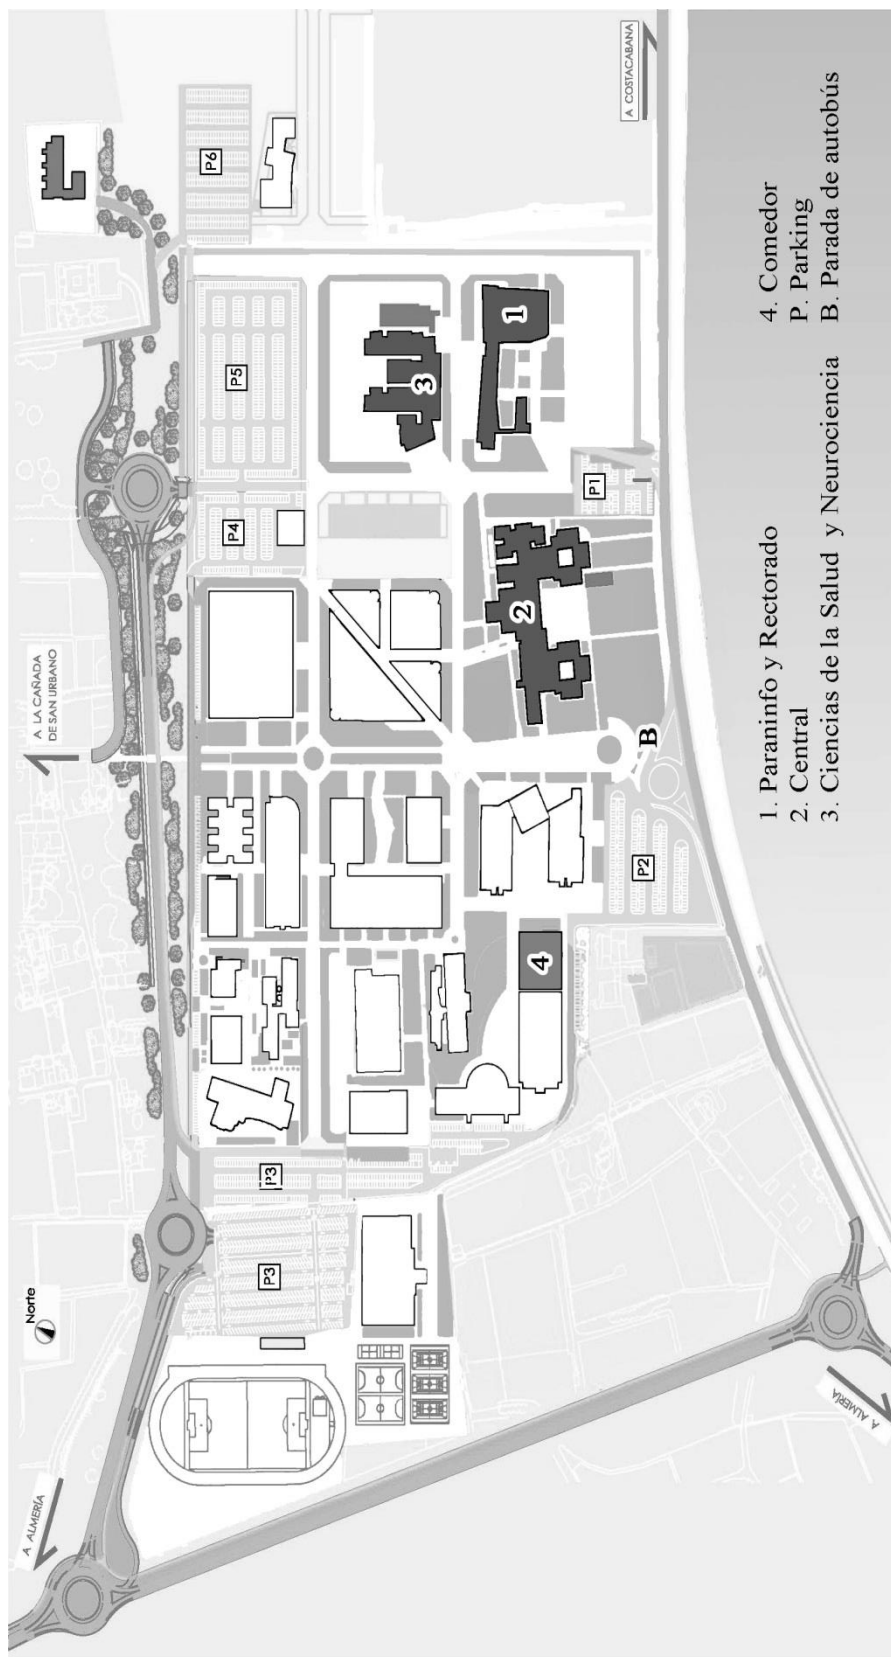 A ALMERÍA
Norte
A LA CAÑADA
DE SAN URBANO
P3
P3
P4
P5
P6
3
1
2
4
P1
P2
B
A COSTACABANA
A ALMERÍA
1. Paraninfo y Rectorado
2. Central
3. Ciencias de la Salud y Neurociencia
4. Comedor
P. Parking
B. Parada de autobús